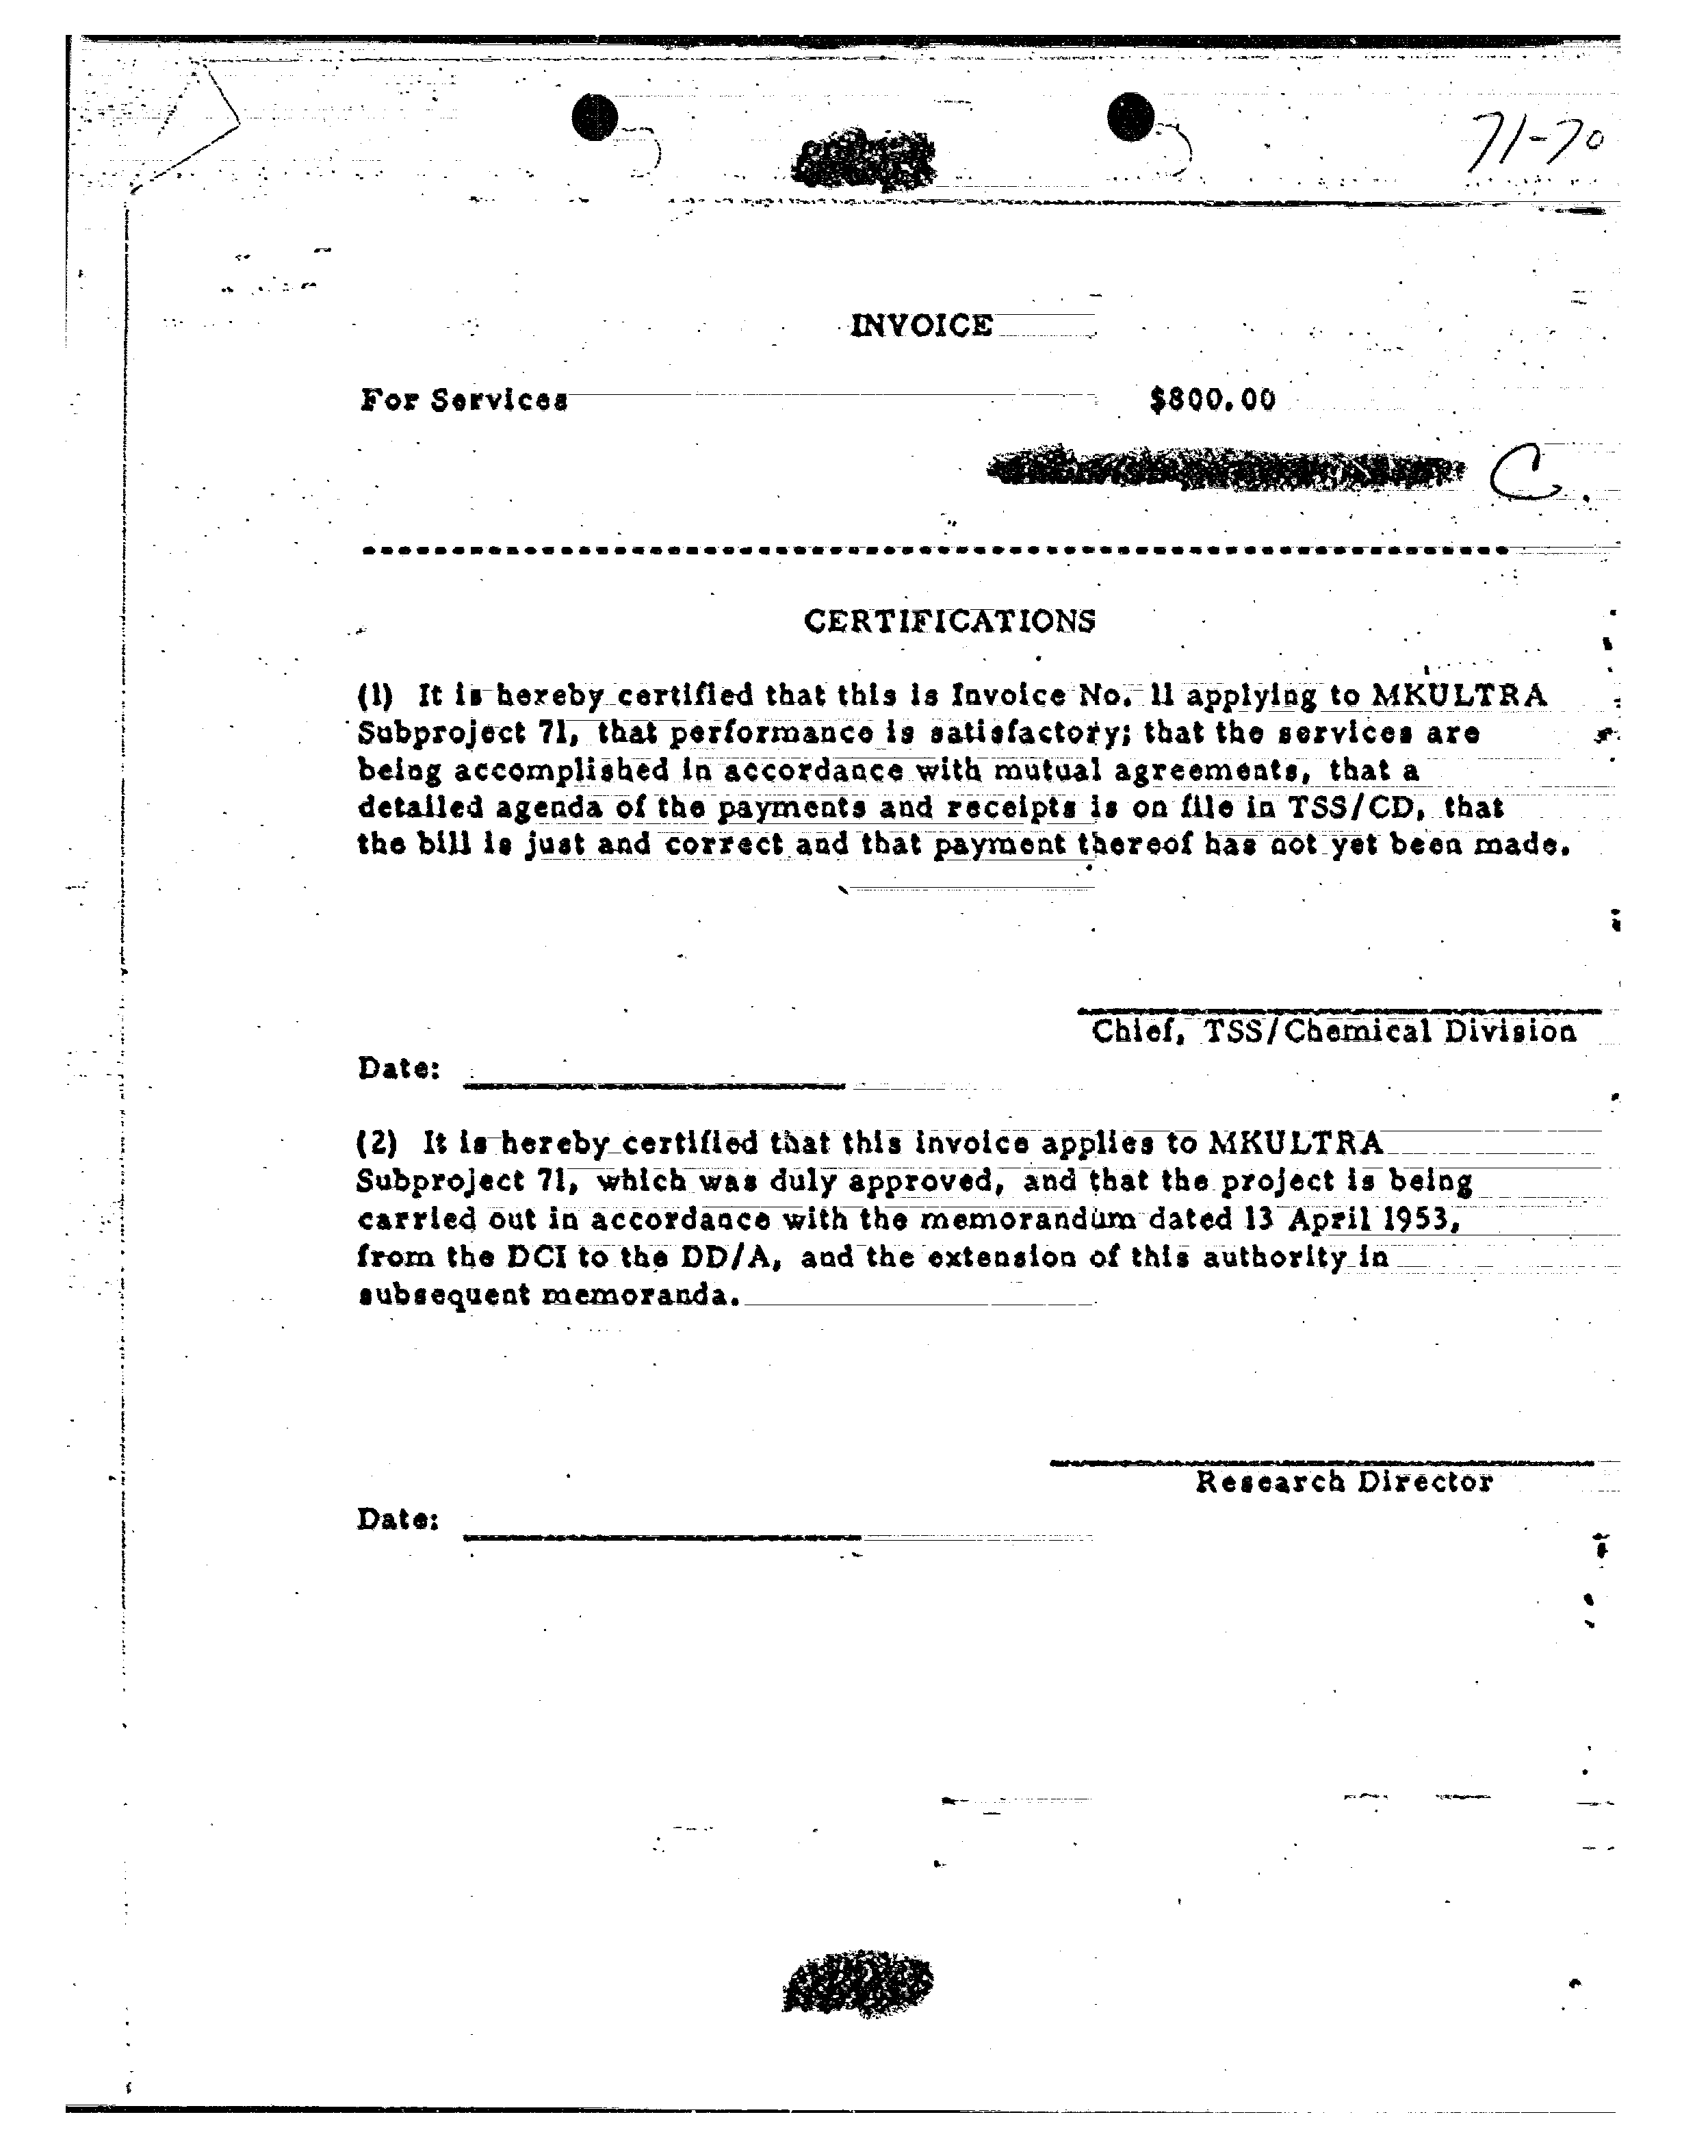 71-70
INVOICE
For Services $800.00
C
CERTIFICATIONS
(1) It is hereby certified that this is Invoice No. 11 applying to MKULTRA
Subproject 71, that performance is satisfactory; that the services are
being accomplished in accordance with mutual agreements, that a
detailed agenda of the payments and receipts is on file in TSS/CD, that
the bill is just and correct and that payment thereof has not yet been made.
Chief, TSS/Chemical Division
Date:
(2) It is hereby certified that this invoice applies to MKULTRA
Subproject 71, which was duly approved, and that the project is being
carried out in accordance with the memorandum dated 13 April 1953,
from the DCI to the DD/A, and the extension of this authority in
subsequent memoranda.
Research Director
Date: